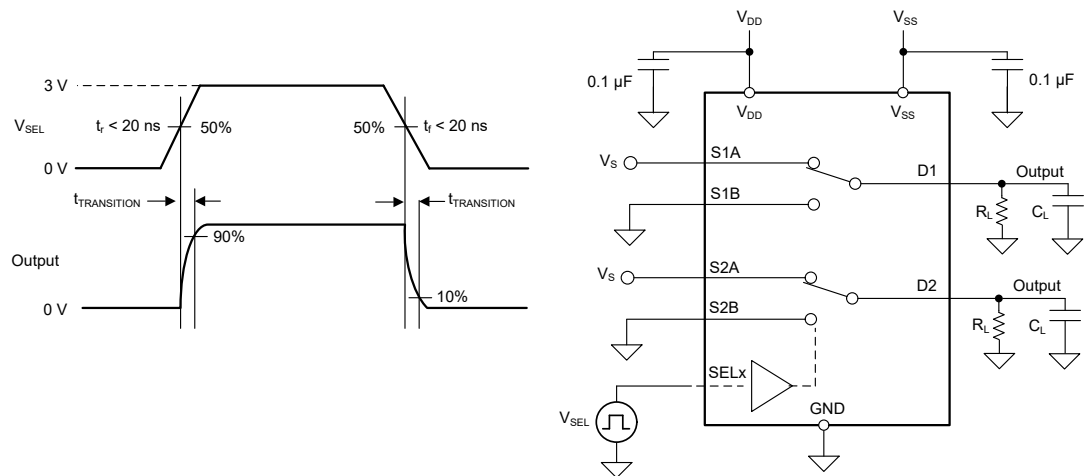 3 V
V_SEL
t_r < 20 ns
50%
50%
t_f < 20 ns
0 V
t_TRANSITION
t_TRANSITION
90%
Output
10%
0 V
V_DD
V_SS
0.1 µF
0.1 µF
V_DD
V_SS
V_S
S1A
D1
Output
S1B
R_L
C_L
V_S
S2A
D2
Output
S2B
R_L
C_L
SELx
V_SEL
GND